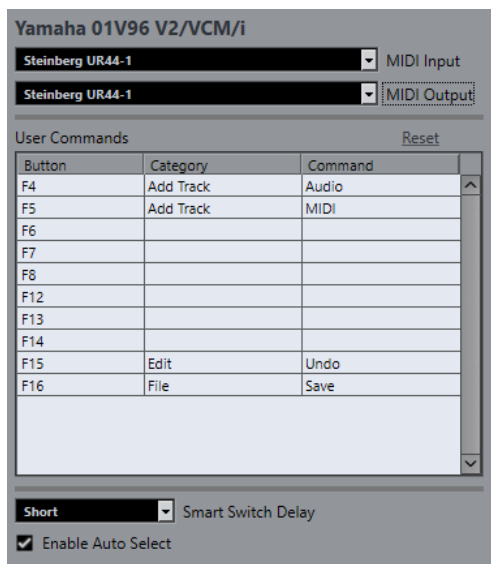 Yamaha 01V96 V2/VCM/i
Steinberg UR44-1 MIDI Input
Steinberg UR44-1 MIDI Output
User Commands Reset
Button Category Command
F4 Add Track Audio
F5 Add Track MIDI
F6
F7
F8
F12
F13
F14
F15 Edit Undo
F16 File Save
Short Smart Switch Delay
Enable Auto Select